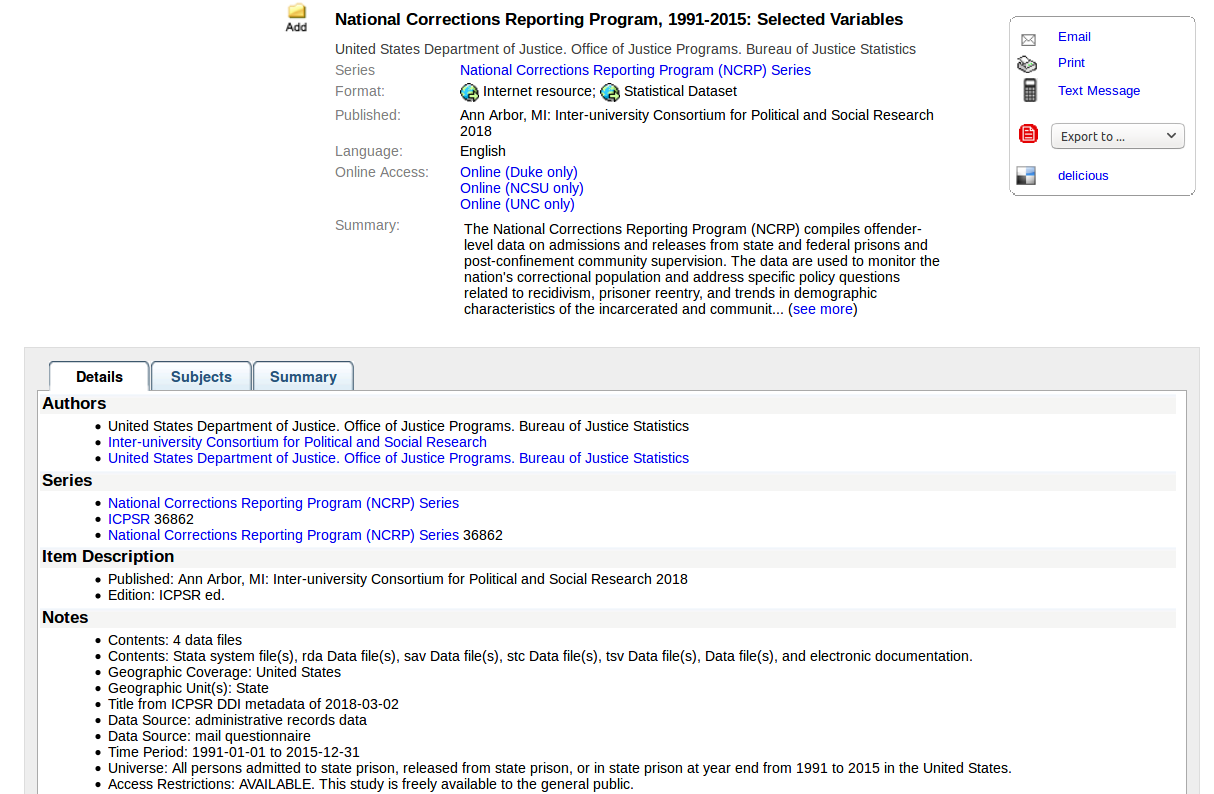 Add
National Corrections Reporting Program, 1991-2015: Selected Variables
United States Department of Justice. Office of Justice Programs. Bureau of Justice Statistics
Series National Corrections Reporting Program (NCRP) Series
Format: Internet resource; Statistical Dataset
Published: Ann Arbor, MI: Inter-university Consortium for Political and Social Research
2018
Language: English
Online Access: Online (Duke only)
Online (NCSU only)
Online (UNC only)
Summary: The National Corrections Reporting Program (NCRP) compiles offender-
level data on admissions and releases from state and federal prisons and
post-confinement community supervision. The data are used to monitor the
nation's correctional population and address specific policy questions
related to recidivism, prisoner reentry, and trends in demographic
characteristics of the incarcerated and communit... (see more)
Email
Print
Text Message
Export to ...
delicious
Details Subjects Summary
Authors
United States Department of Justice. Office of Justice Programs. Bureau of Justice Statistics
Inter-university Consortium for Political and Social Research
United States Department of Justice. Office of Justice Programs. Bureau of Justice Statistics
Series
National Corrections Reporting Program (NCRP) Series
ICPSR 36862
National Corrections Reporting Program (NCRP) Series 36862
Item Description
Published: Ann Arbor, MI: Inter-university Consortium for Political and Social Research 2018
Edition: ICPSR ed.
Notes
Contents: 4 data files
Contents: Stata system file(s), rda Data file(s), sav Data file(s), stc Data file(s), tsv Data file(s), Data file(s), and electronic documentation.
Geographic Coverage: United States
Geographic Unit(s): State
Title from ICPSR DDI metadata of 2018-03-02
Data Source: administrative records data
Data Source: mail questionnaire
Time Period: 1991-01-01 to 2015-12-31
Universe: All persons admitted to state prison, released from state prison, or in state prison at year end from 1991 to 2015 in the United States.
Access Restrictions: AVAILABLE. This study is freely available to the general public.